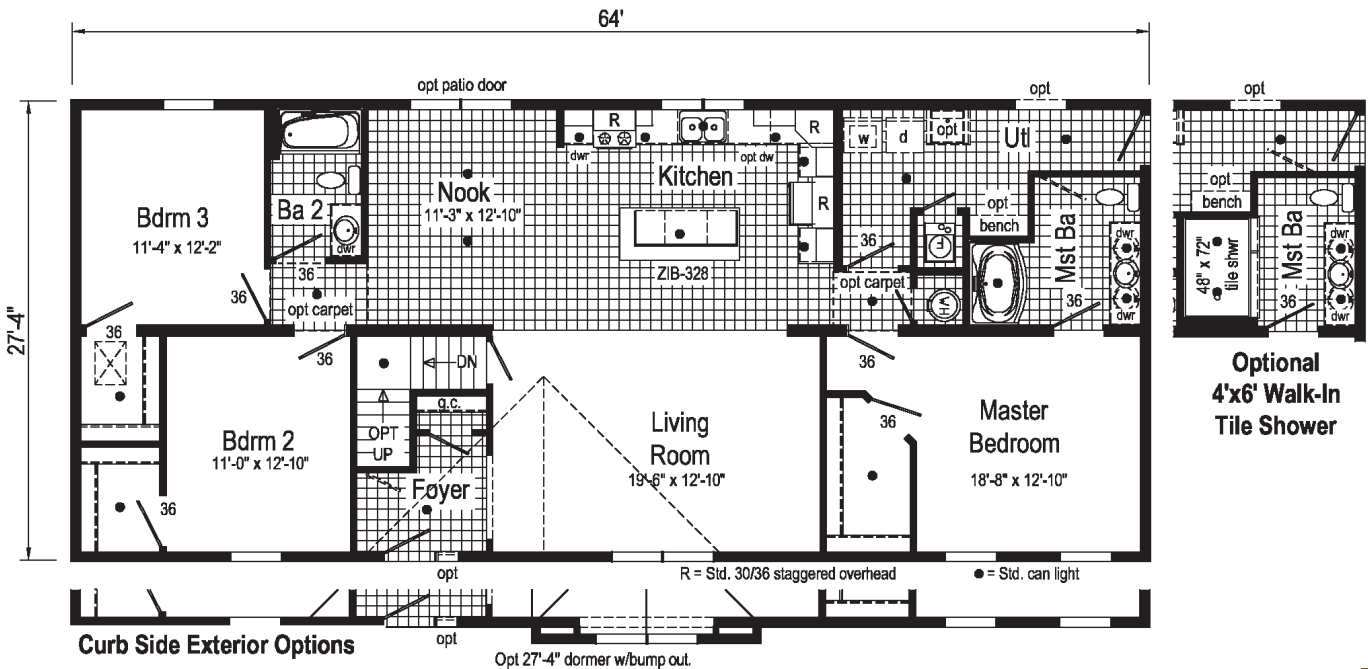 64'
27'-4"
opt patio door
opt
opt
R
R
w
d
opt
Utl
dwr
opt dw
Kitchen
Nook
11'-3" x 12'-10"
R
Bdrm 3
11'-4" x 12'-2"
Ba 2
dwr
opt
bench
Mst Ba
dwr
dwr
opt
bench
Mst Ba
dwr
dwr
48" x 72"
tile shwr
F
ZIB-328
36
36
36
opt carpet
36
opt carpet
WH
36
36
36
36
DN
36
X
g.c.
OPT
UP
Bdrm 2
11'-0" x 12'-10"
36
Foyer
Living
Room
19'-6" x 12'-10"
36
Master
Bedroom
18'-8" x 12'-10"
Optional
4'x6' Walk-In
Tile Shower
opt
R = Std. 30/36 staggered overhead
● = Std. can light
Curb Side Exterior Options
opt
Opt 27'-4" dormer w/bump out.